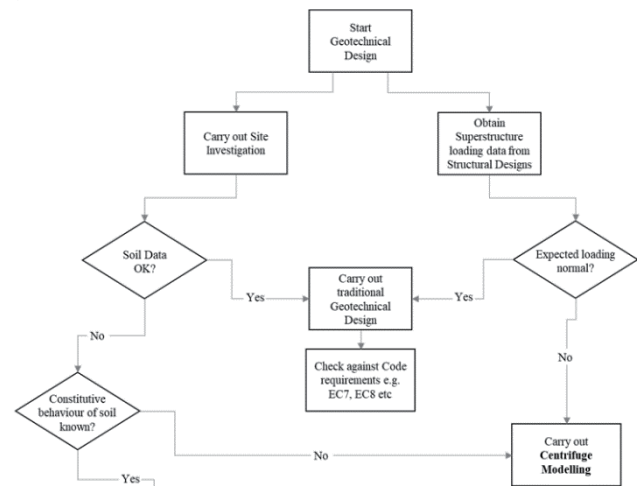 Start
Geotechnical
Design
Carry out Site
Investigation
Obtain
Superstructure
loading data from
Structural Designs
Soil Data
OK?
Expected loading
normal?
Carry out
traditional
Geotechnical
Design
Yes
Yes
No
Check against Code
requirements e.g.
EC7, EC8 etc
No
Constitutive
behaviour of soil
known?
Carry out
Centrifuge
Modelling
No
Yes